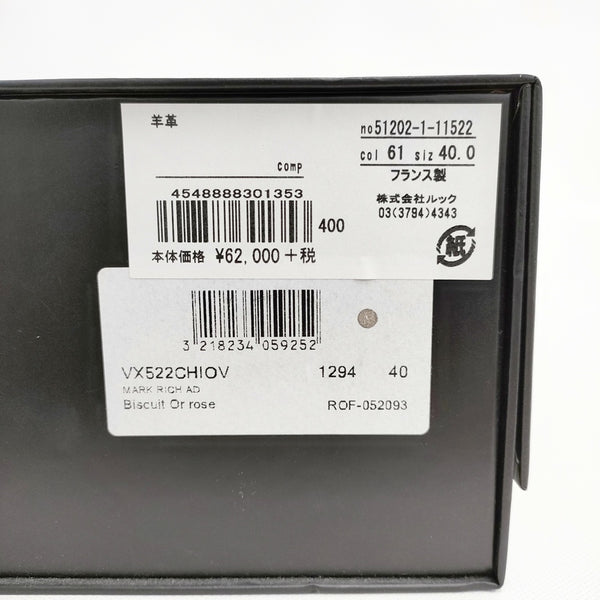 羊革
no51202-1-11522
col 61 siz 40.0
comp
フランス製
4548888301353
株式会社ルック
03(3794)4343
400
本体価格 ¥62,000+税
紙
3 218234 059252
VX522CHIOV 1294 40
MARK RICH AD
Biscuit Or rose ROF-052093